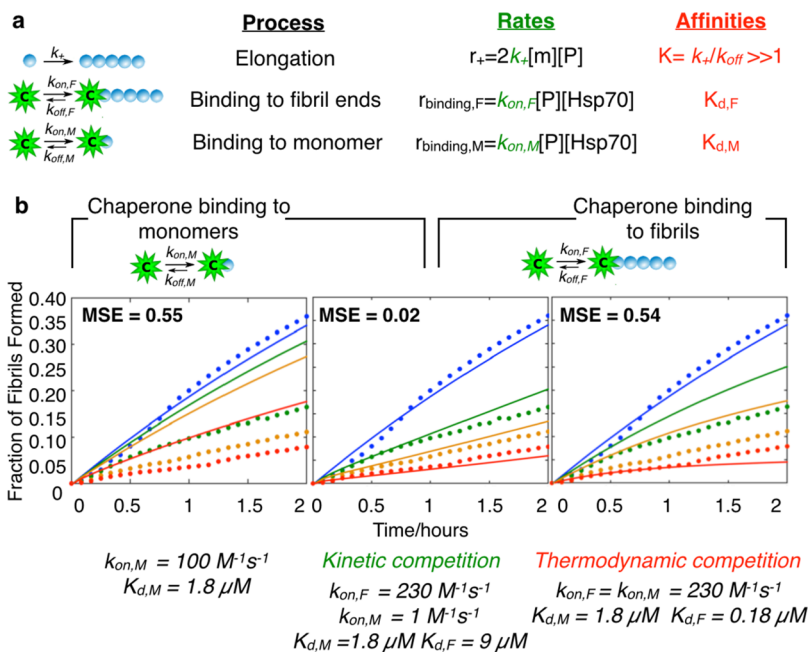 a
Process
Rates
Affinities
k+
Elongation
r+=2k+[m][P]
K= k+/koff >>1
C kon,F koff,F C
Binding to fibril ends
rbinding,F=kon,F[P][Hsp70]
Kd,F
C kon,M koff,M C
Binding to monomer
rbinding,M=kon,M[P][Hsp70]
Kd,M
b
Chaperone binding to
monomers
C kon,M koff,M C
Chaperone binding
to fibrils
C kon,F koff,F C
Fraction of Fibrils Formed
0.40
0.35
0.30
0.20
0.10
0.05
0
MSE = 0.55
MSE = 0.02
MSE = 0.54
0 0.5 1 1.5 2
0.5 1 1.5 2
0 0.5 1 1.5 2
Time/hours
kon,M = 100 M-1s-1
Kd,M = 1.8 µM
Kinetic competition
kon,F = 230 M-1s-1
kon,M = 1 M-1s-1
Kd,M =1.8 µM Kd,F = 9 µM
Thermodynamic competition
kon,F = kon,M = 230 M-1s-1
Kd,M = 1.8 µM Kd,F = 0.18 µM